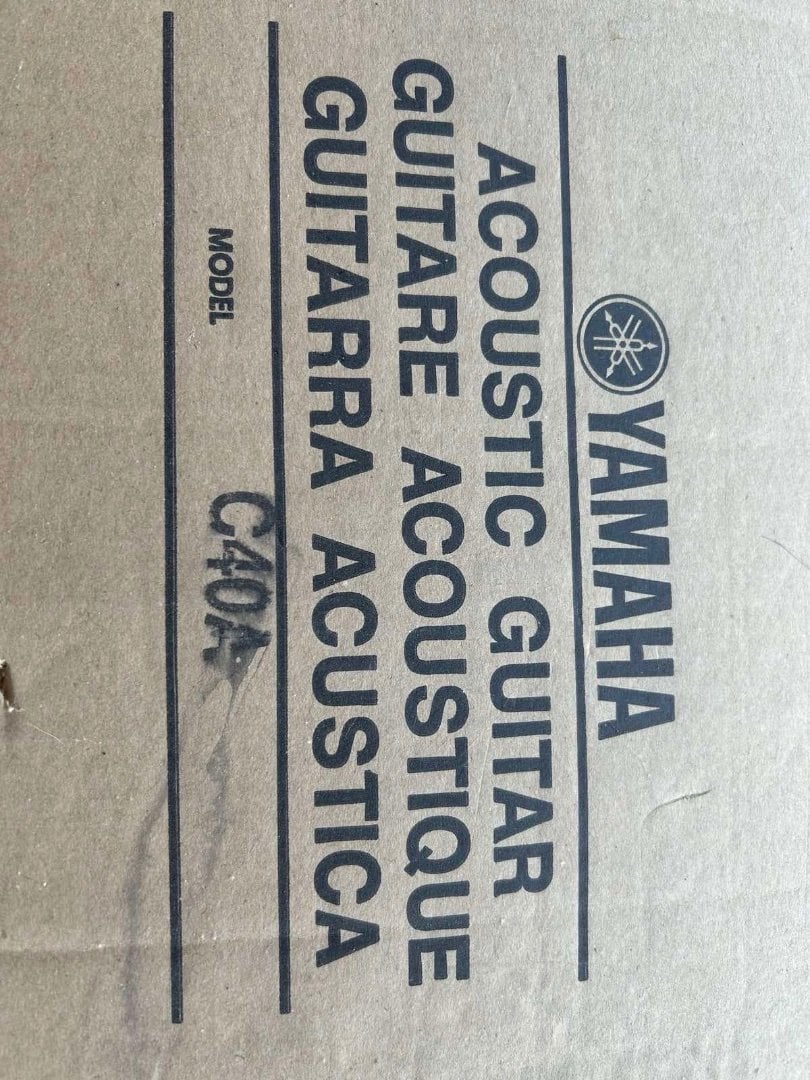 YAMAHA
ACOUSTIC GUITAR
GUITARE ACOUSTIQUE
GUITARRA ACUSTICA
MODEL C40A